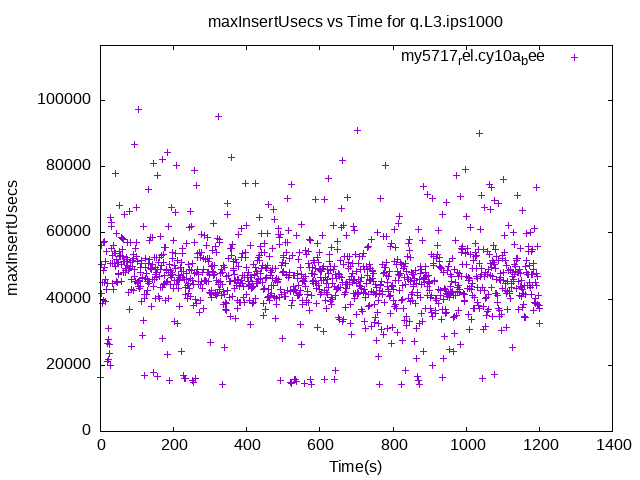 maxInsertUsecs vs Time for q.L3.ips1000
my5717rel.cy10abee
maxInsertUsecs
100000
80000
60000
40000
20000
0
0 200 400 600 800 1000 1200 1400
Time(s)